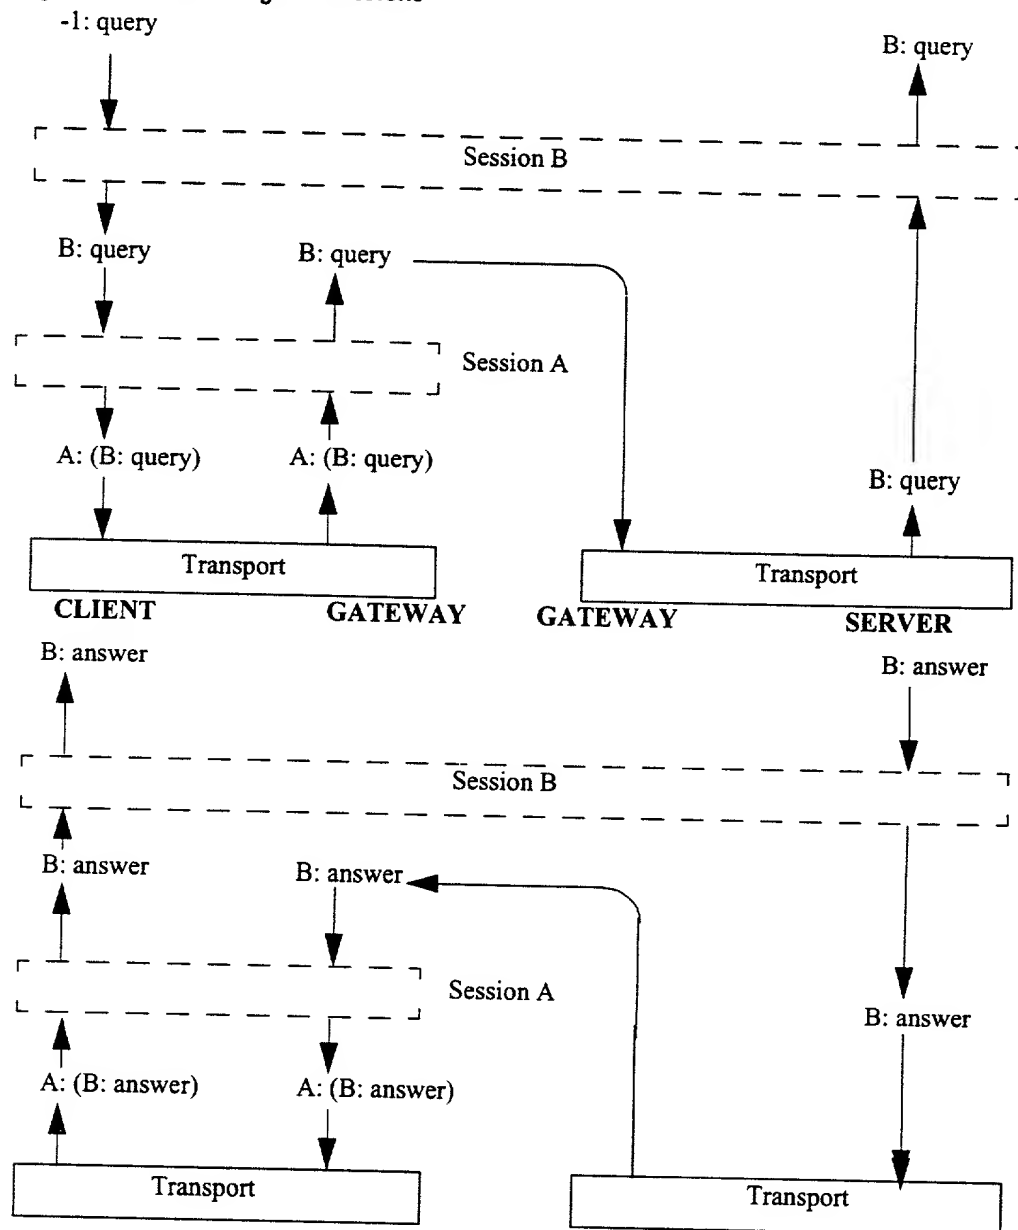 -1: query
B: query
Session B
B: query
B: query
Session A
A: (B: query)
A: (B: query)
B: query
Transport
Transport
CLIENT
GATEWAY
GATEWAY
SERVER
B: answer
B: answer
Session B
B: answer
B: answer
Session A
B: answer
A: (B: answer)
A: (B: answer)
Transport
Transport